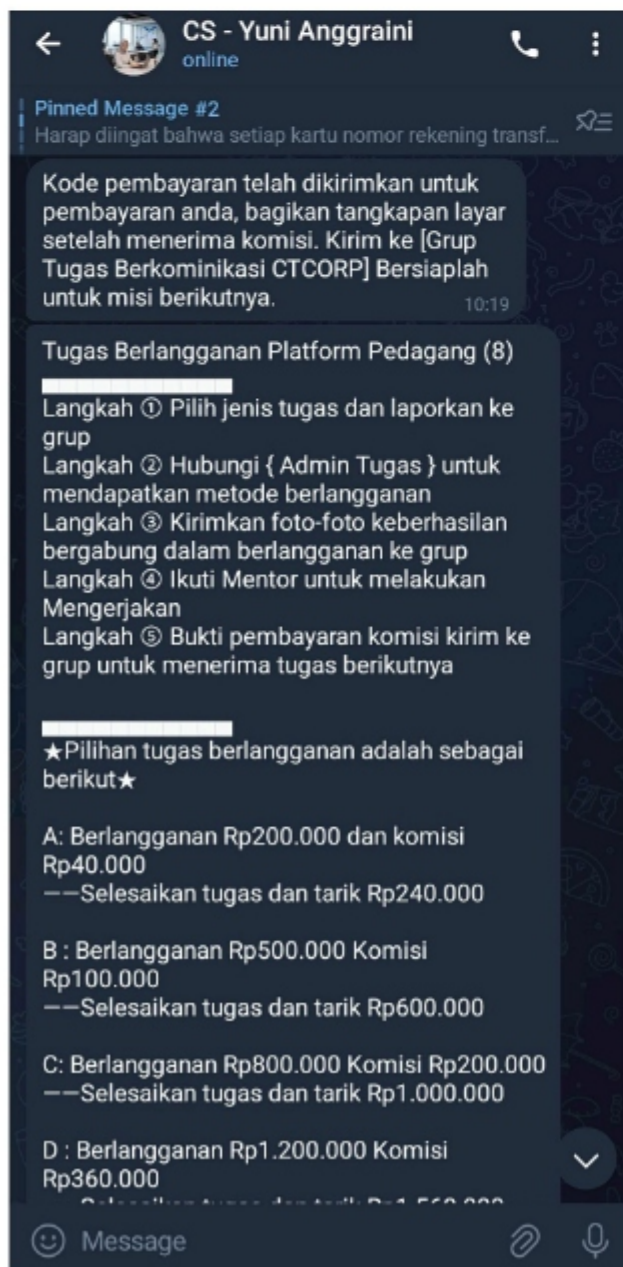 CS - Yuni Anggraini
online
Pinned Message #2
Harap diingat bahwa setiap kartu nomor rekening transf...
Kode pembayaran telah dikirimkan untuk
pembayaran anda, bagikan tangkapan layar
setelah menerima komisi. Kirim ke [Grup
Tugas Berkominikasi CTCORP] Bersiaplah
untuk misi berikutnya.
10:19
Tugas Berlangganan Platform Pedagang (8)
Langkah ① Pilih jenis tugas dan laporkan ke
grup
Langkah ② Hubungi { Admin Tugas } untuk
mendapatkan metode berlangganan
Langkah ③ Kirimkan foto-foto keberhasilan
bergabung dalam berlangganan ke grup
Langkah ④ Ikuti Mentor untuk melakukan
Mengerjakan
Langkah ⑤ Bukti pembayaran komisi kirim ke
grup untuk menerima tugas berikutnya
★Pilihan tugas berlangganan adalah sebagai
berikut★
A: Berlangganan Rp200.000 dan komisi
Rp40.000
——Selesaikan tugas dan tarik Rp240.000
B : Berlangganan Rp500.000 Komisi
Rp100.000
——Selesaikan tugas dan tarik Rp600.000
C: Berlangganan Rp800.000 Komisi Rp200.000
——Selesaikan tugas dan tarik Rp1.000.000
D : Berlangganan Rp1.200.000 Komisi
Rp360.000
——Selesaikan tugas dan tarik Rp1.560.000
Message